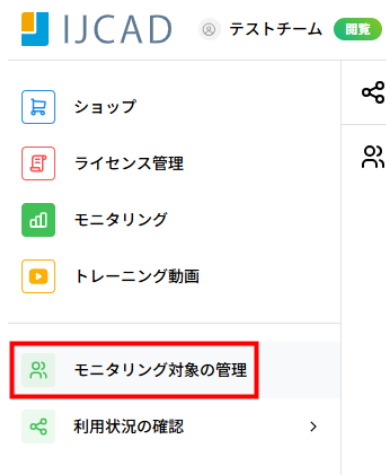 IJCAD テストチーム 閲覧
ショップ
ライセンス管理
モニタリング
トレーニング動画
モニタリング対象の管理
利用状況の確認